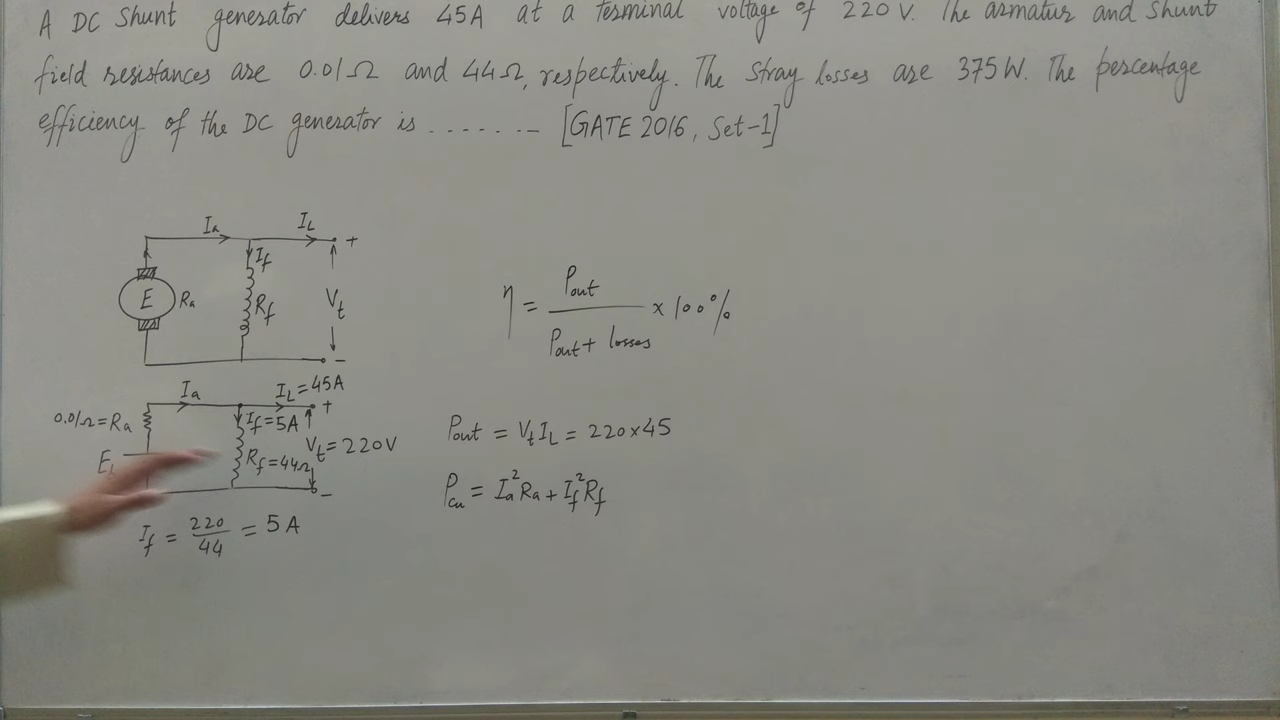 A DC Shunt generator delivers 45A at a terminal voltage of 220 V. The armatur and shunt
field resistances are 0.01Ω and 44Ω, respectively. The stray losses are 375W. The percentage
efficiency of the DC generator is ....... [GATE 2016, Set-1]
Ia IL +
If
E Ra Rf Vt
-
η = Pout / (Pout + losses) × 100%
Ia IL = 45A
0.01Ω = Ra If = 5A +
Vt = 220V
E Rf = 44Ω
-
If = 220/44 = 5A
Pout = Vt IL = 220×45
Pcu = Ia²Ra + If²Rf